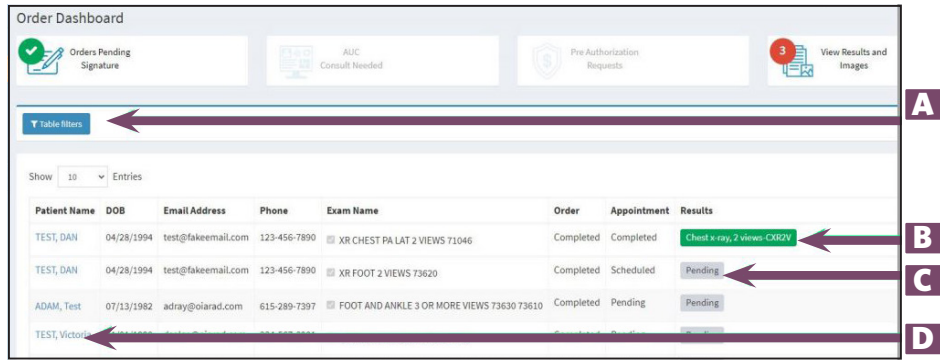 Order Dashboard
Orders Pending
Signature
AUC
Consult Needed
Pre Authorization
Requests
3
View Results and
Images
A
Table filters
Show 10 Entries
Patient Name DOB Email Address Phone Exam Name Order Appointment Results
TEST, DAN 04/28/1994 test@fakeemail.com 123-456-7890 XR CHEST PA LAT 2 VIEWS 71046 Completed Completed Chest x-ray, 2 views-CXR2V
B
TEST, DAN 04/28/1994 test@fakeemail.com 123-456-7890 XR FOOT 2 VIEWS 73620 Completed Scheduled Pending
C
ADAM, Test 07/13/1982 adray@oiarad.com 615-289-7397 FOOT AND ANKLE 3 OR MORE VIEWS 73630 73610 Completed Pending Pending
TEST, Victoria
D